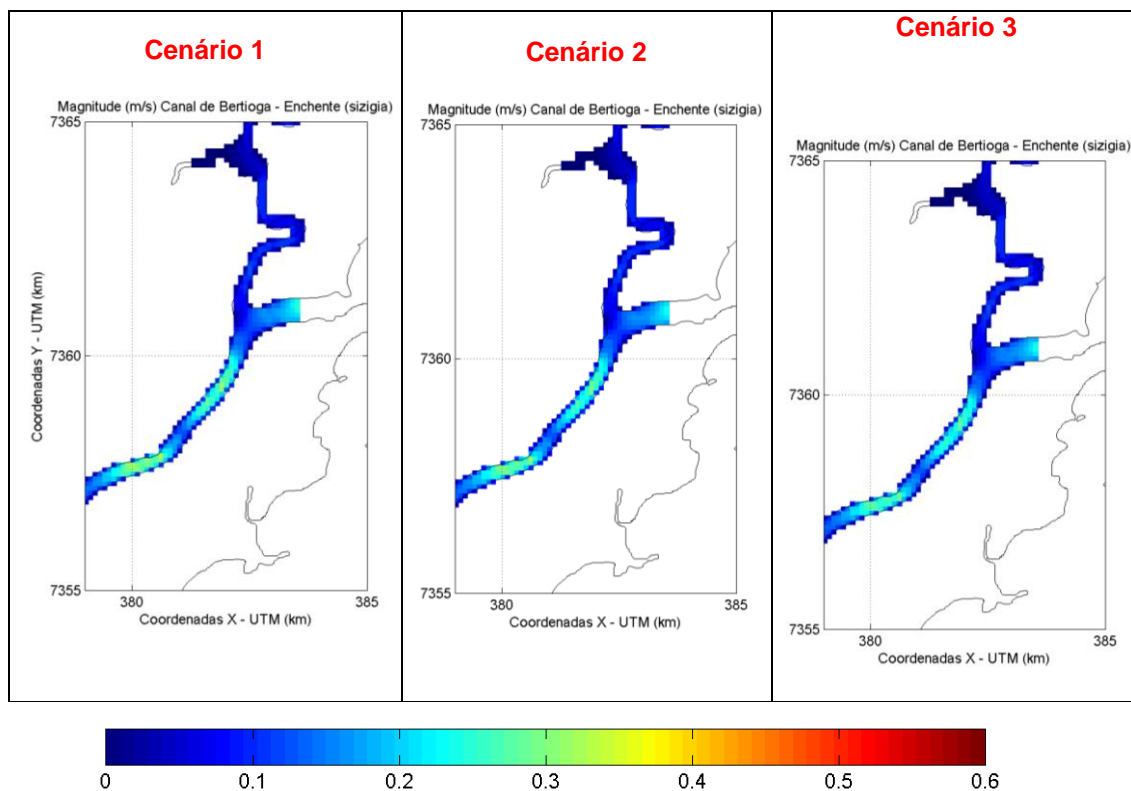 Cenário 1
Magnitude (m/s) Canal de Bertioga - Enchente (sizigia)
7365
7360
7355
Coordenadas Y - UTM (km)
380
385
Coordenadas X - UTM (km)
Cenário 2
Magnitude (m/s) Canal de Bertioga - Enchente (sizigia)
7365
7360
7355
380
385
Coordenadas X - UTM (km)
Cenário 3
Magnitude (m/s) Canal de Bertioga - Enchente (sizigia)
7365
7360
7355
380
385
Coordenadas X - UTM (km)
0 0.1 0.2 0.3 0.4 0.5 0.6